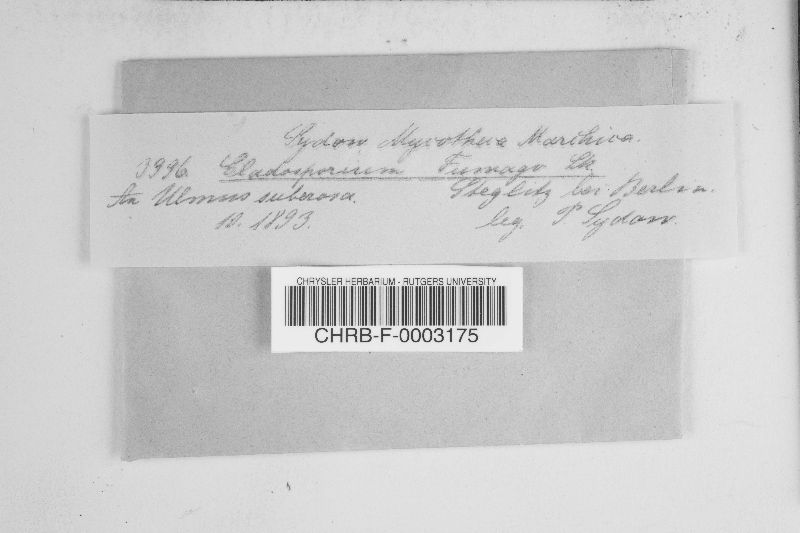 Sydow Mycotheca Marchica.
3996. Cladosporium Fumago Lk
An Ulmus suberosa. Steglitz bei Berlin.
10. 1893. leg. P. Sydow.
CHRYSLER HERBARIUM - RUTGERS UNIVERSITY
CHRB-F-0003175